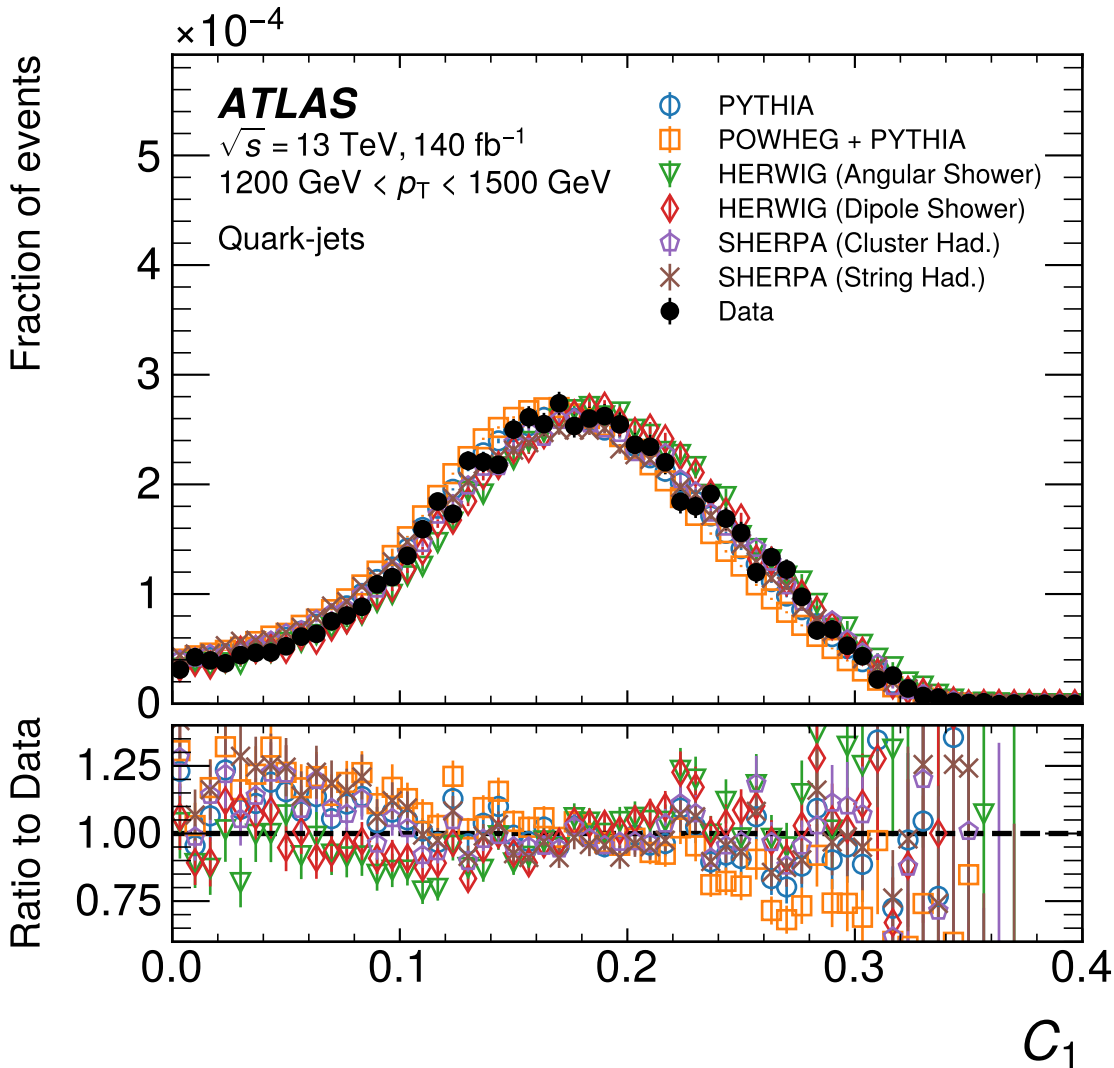 ×10⁻⁴
Fraction of events
ATLAS
√s = 13 TeV, 140 fb⁻¹
1200 GeV < pT < 1500 GeV
Quark-jets
PYTHIA
POWHEG + PYTHIA
HERWIG (Angular Shower)
HERWIG (Dipole Shower)
SHERPA (Cluster Had.)
SHERPA (String Had.)
Data
5
4
3
2
1
0
Ratio to Data
1.25
1.00
0.75
0.0 0.1 0.2 0.3 0.4
C₁